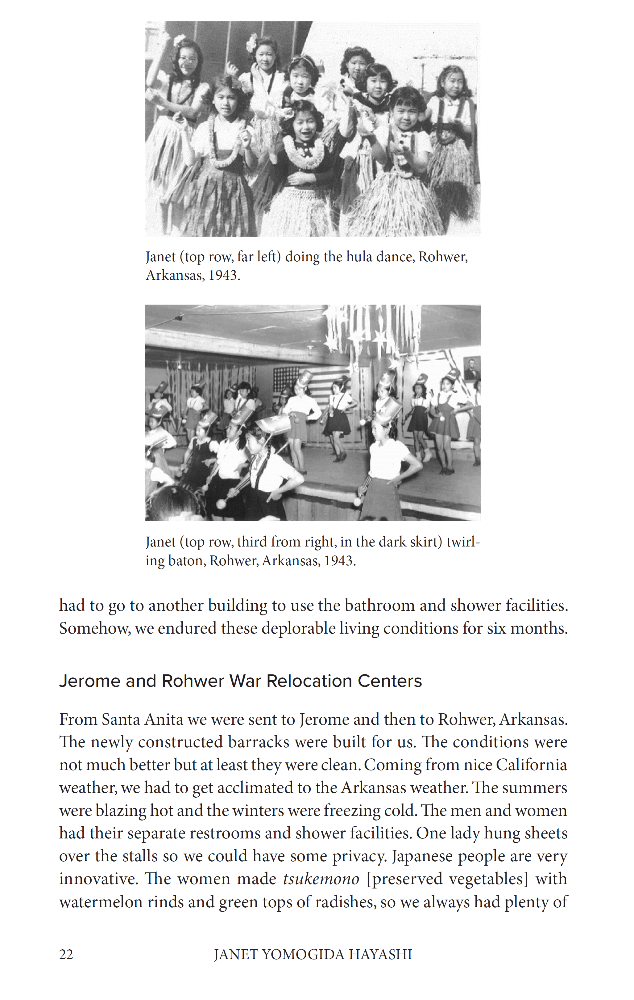 Janet (top row, far left) doing the hula dance, Rohwer,
Arkansas, 1943.
Janet (top row, third from right, in the dark skirt) twirl-
ing baton, Rohwer, Arkansas, 1943.
had to go to another building to use the bathroom and shower facilities.
Somehow, we endured these deplorable living conditions for six months.
Jerome and Rohwer War Relocation Centers
From Santa Anita we were sent to Jerome and then to Rohwer, Arkansas.
The newly constructed barracks were built for us. The conditions were
not much better but at least they were clean. Coming from nice California
weather, we had to get acclimated to the Arkansas weather. The summers
were blazing hot and the winters were freezing cold. The men and women
had their separate restrooms and shower facilities. One lady hung sheets
over the stalls so we could have some privacy. Japanese people are very
innovative. The women made tsukemono [preserved vegetables] with
watermelon rinds and green tops of radishes, so we always had plenty of
22 JANET YOMOGIDA HAYASHI